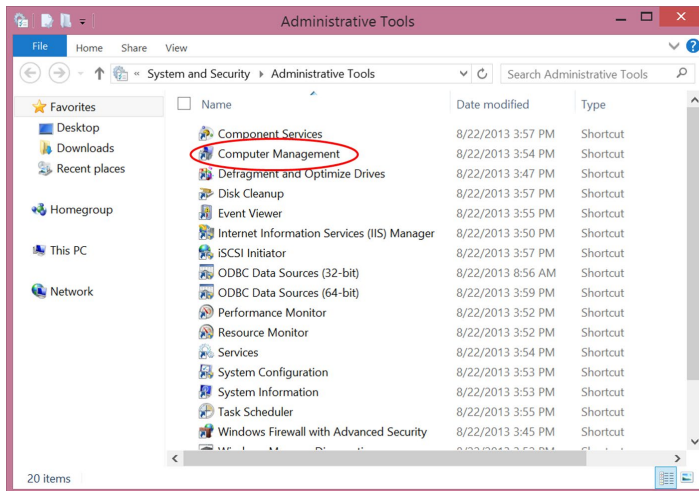 Administrative Tools
File Home Share View
« System and Security Administrative Tools Search Administrative Tools
Favorites
Desktop
Downloads
Recent places
Homegroup
This PC
Network
Name Date modified Type
Component Services 8/22/2013 3:57 PM Shortcut
Computer Management 8/22/2013 3:54 PM Shortcut
Defragment and Optimize Drives 8/22/2013 3:47 PM Shortcut
Disk Cleanup 8/22/2013 3:57 PM Shortcut
Event Viewer 8/22/2013 3:55 PM Shortcut
Internet Information Services (IIS) Manager 8/22/2013 3:50 PM Shortcut
iSCSI Initiator 8/22/2013 3:57 PM Shortcut
ODBC Data Sources (32-bit) 8/22/2013 8:56 AM Shortcut
ODBC Data Sources (64-bit) 8/22/2013 3:59 PM Shortcut
Performance Monitor 8/22/2013 3:52 PM Shortcut
Resource Monitor 8/22/2013 3:52 PM Shortcut
Services 8/22/2013 3:54 PM Shortcut
System Configuration 8/22/2013 3:53 PM Shortcut
System Information 8/22/2013 3:53 PM Shortcut
Task Scheduler 8/22/2013 3:55 PM Shortcut
Windows Firewall with Advanced Security 8/22/2013 3:45 PM Shortcut
20 items